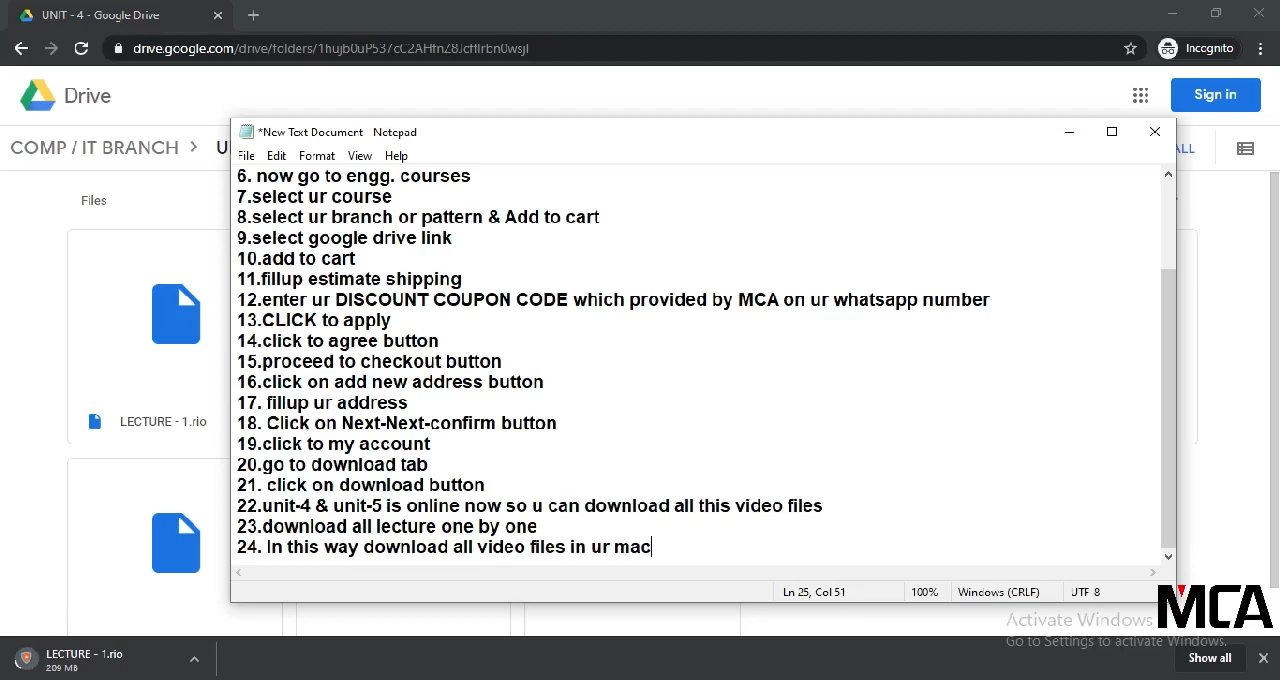 UNIT - 4 - Google Drive
drive.google.com/drive/folders/1hujb0uP537cC2AHfnZ8JcffIrbn0wsjI
Incognito
Drive
Sign in
COMP / IT BRANCH > U
ALL
*New Text Document - Notepad
File Edit Format View Help
Files
6. now go to engg. courses
7.select ur course
8.select ur branch or pattern & Add to cart
9.select google drive link
10.add to cart
11.fillup estimate shipping
12.enter ur DISCOUNT COUPON CODE which provided by MCA on ur whatsapp number
13.CLICK to apply
14.click to agree button
15.proceed to checkout button
16.click on add new address button
17. fillup ur address
18. Click on Next-Next-confirm button
19.click to my account
20.go to download tab
21. click on download button
22.unit-4 & unit-5 is online now so u can download all this video files
23.download all lecture one by one
24. In this way download all video files in ur mac
LECTURE - 1.rio
Ln 25, Col 51 100% Windows (CRLF) UTF-8
MCA
Activate Windows
Go to Settings to activate Windows.
LECTURE - 1.rio
209 MB
Show all